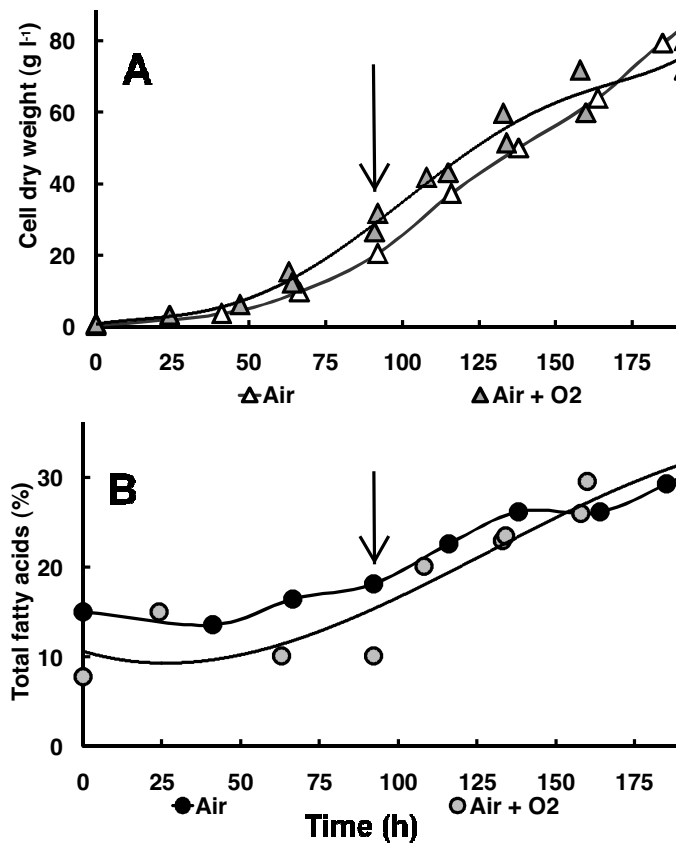 80
60
40
20
0
Cell dry weight (g l-1)
A
0 25 50 75 100 125 150 175
Air Air + O2
B
30
20
10
0
Total fatty acids (%)
0 25 50 75 100 125 150 175
Air Air + O2
Time (h)